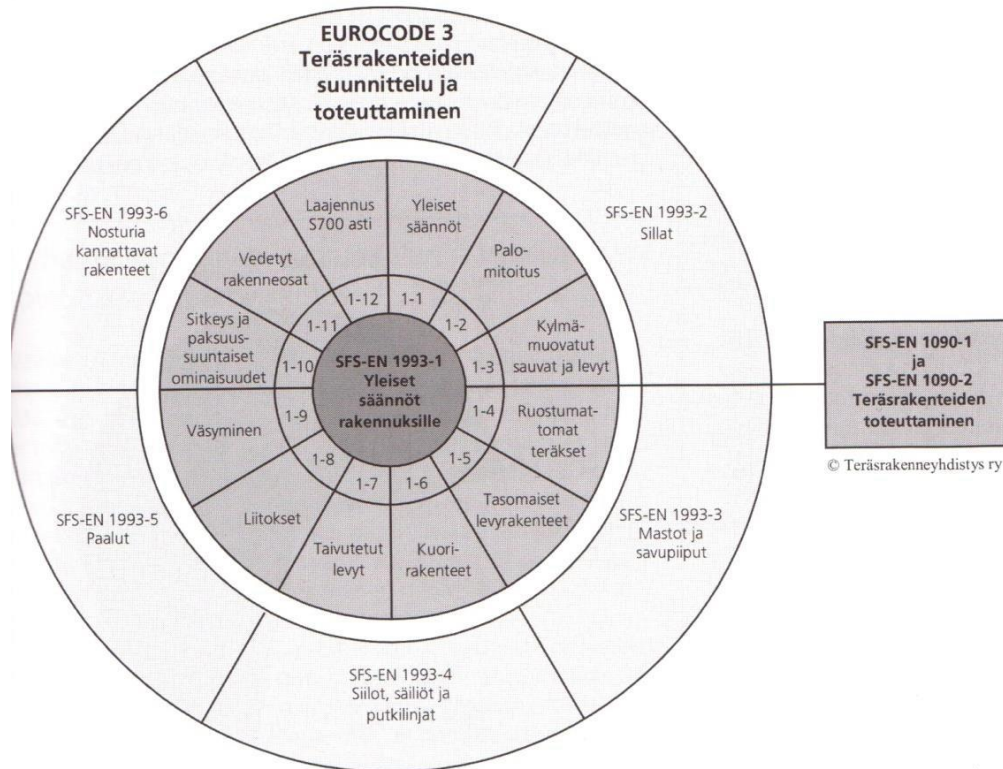 EUROCODE 3
Teräsrakenteiden
suunnittelu ja
toteuttaminen
SFS-EN 1993-6
Nosturia
kannattavat
rakenteet
SFS-EN 1993-2
Sillat
Laajennus
S700 asti
Yleiset
säännöt
Vedetyt
rakenneosat
Palo-
mitoitus
Sitkeys ja
paksuus-
suuntaiset
ominaisuudet
Kylmä-
muovatut
sauvat ja levyt
1-12
1-1
1-11
1-2
1-10
1-3
SFS-EN 1993-1
Yleiset
säännöt
rakennuksille
1-9
1-4
1-8
1-5
1-7
1-6
Väsyminen
Ruostumat-
tomat
teräkset
Liitokset
Tasomaiset
levyrakenteet
Taivutetut
levyt
Kuori-
rakenteet
SFS-EN 1993-5
Paalut
SFS-EN 1993-3
Mastot ja
savupiiput
SFS-EN 1993-4
Siilot, säiliöt ja
putkilinjat
SFS-EN 1090-1
ja
SFS-EN 1090-2
Teräsrakenteiden
toteuttaminen
© Teräsrakenneyhdistys ry